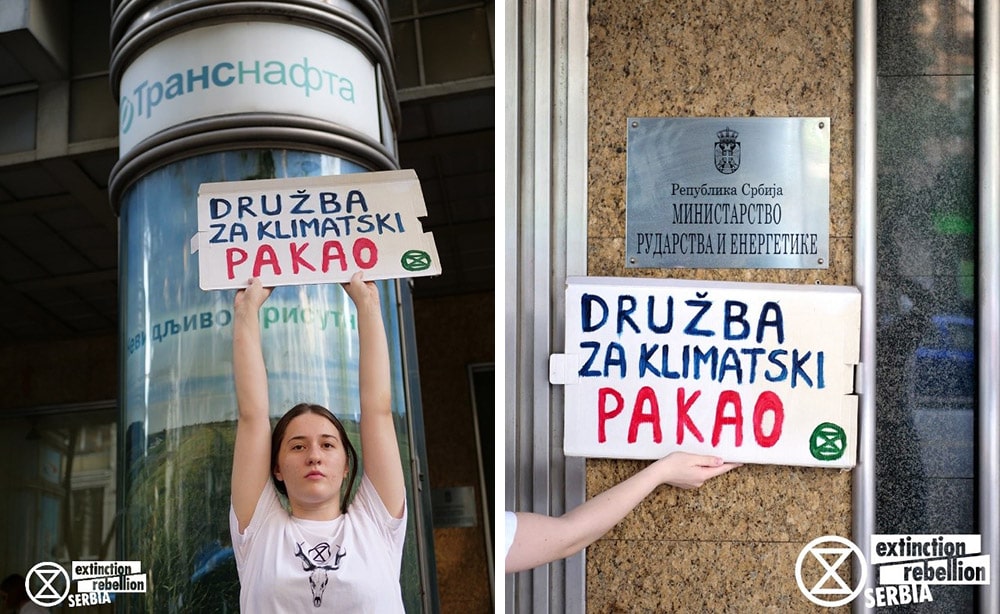 Транснафта
DRUŽBA
ZA KLIMATSKI
PAKAO
extinction
rebellion
SERBIA
Република Србија
МИНИСТАРСТВО
РУДАРСТВА И ЕНЕРГЕТИКЕ
DRUŽBA
ZA KLIMATSKI
PAKAO
extinction
rebellion
SERBIA